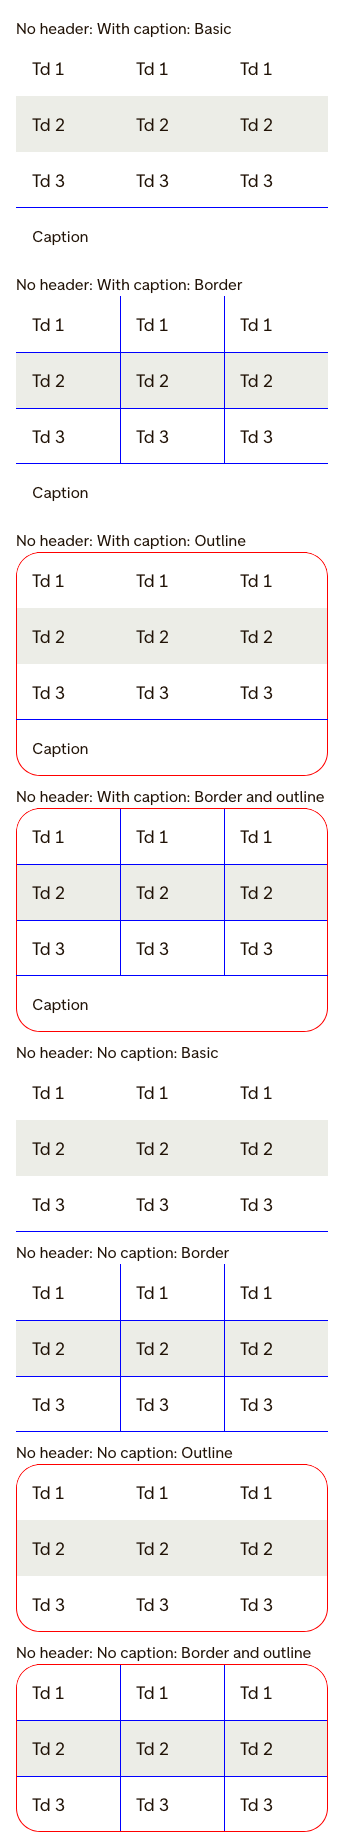 No header: With caption: Basic
Td 1 Td 1 Td 1
Td 2 Td 2 Td 2
Td 3 Td 3 Td 3
Caption
No header: With caption: Border
Td 1 Td 1 Td 1
Td 2 Td 2 Td 2
Td 3 Td 3 Td 3
Caption
No header: With caption: Outline
Td 1 Td 1 Td 1
Td 2 Td 2 Td 2
Td 3 Td 3 Td 3
Caption
No header: With caption: Border and outline
Td 1 Td 1 Td 1
Td 2 Td 2 Td 2
Td 3 Td 3 Td 3
Caption
No header: No caption: Basic
Td 1 Td 1 Td 1
Td 2 Td 2 Td 2
Td 3 Td 3 Td 3
No header: No caption: Border
Td 1 Td 1 Td 1
Td 2 Td 2 Td 2
Td 3 Td 3 Td 3
No header: No caption: Outline
Td 1 Td 1 Td 1
Td 2 Td 2 Td 2
Td 3 Td 3 Td 3
No header: No caption: Border and outline
Td 1 Td 1 Td 1
Td 2 Td 2 Td 2
Td 3 Td 3 Td 3